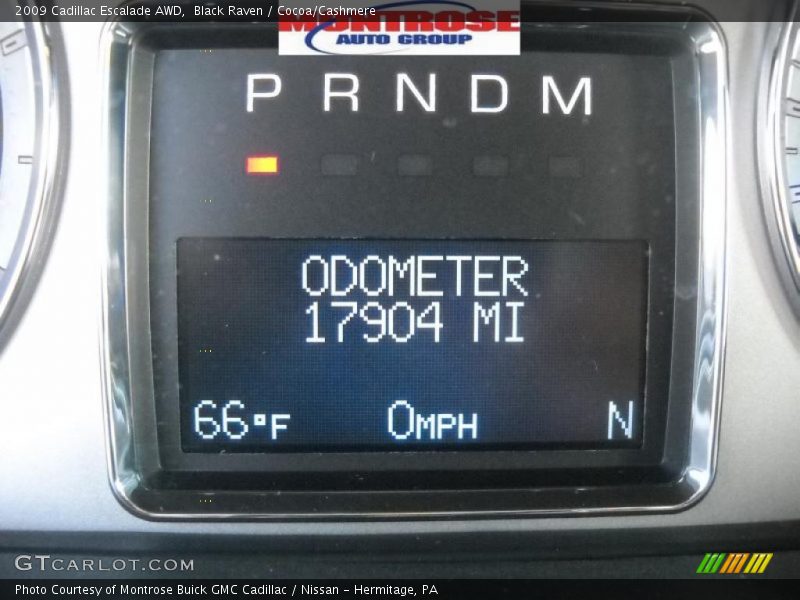 2009 Cadillac Escalade AWD, Black Raven / Cocoa/Cashmere
MONTROSE
AUTO GROUP
P R N D M
ODOMETER
17904 MI
66°F 0MPH N
GTCARLOT.COM
Photo Courtesy of Montrose Buick GMC Cadillac / Nissan - Hermitage, PA